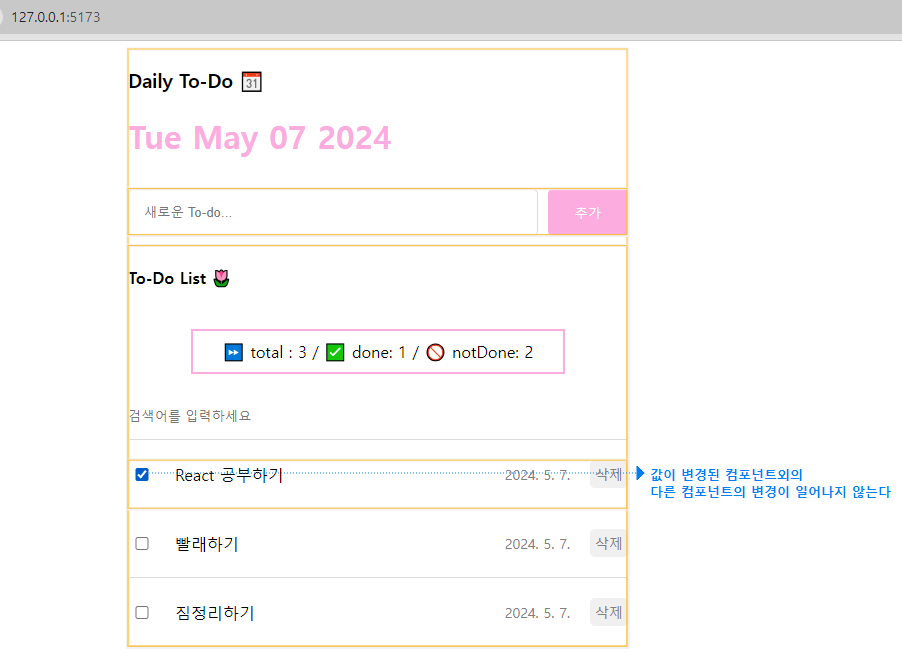 127.0.0.1:5173
Daily To-Do 📅
Tue May 07 2024
새로운 To-do...
추가
To-Do List 🌷
⏩ total : 3 / ✅ done: 1 / 🚫 notDone: 2
검색어를 입력하세요
React 공부하기 2024. 5. 7. 삭제
값이 변경된 컴포넌트외의
다른 컴포넌트의 변경이 일어나지 않는다
빨래하기 2024. 5. 7. 삭제
짐정리하기 2024. 5. 7. 삭제